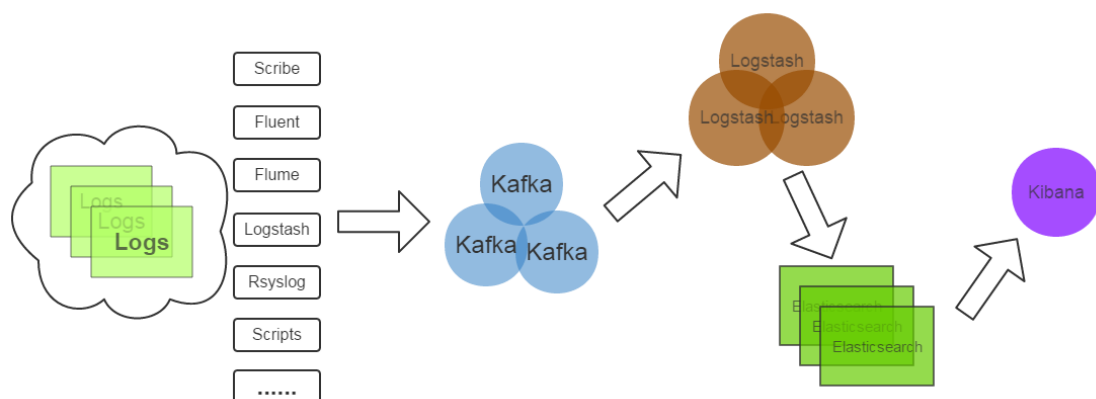 Logs
Logs
Logs
Scribe
Fluent
Flume
Logstash
Rsyslog
Scripts
......
Kafka
Kafka
Kafka
Logstash
Logstash
Logstash
Elasticsearch
Elasticsearch
Elasticsearch
Kibana